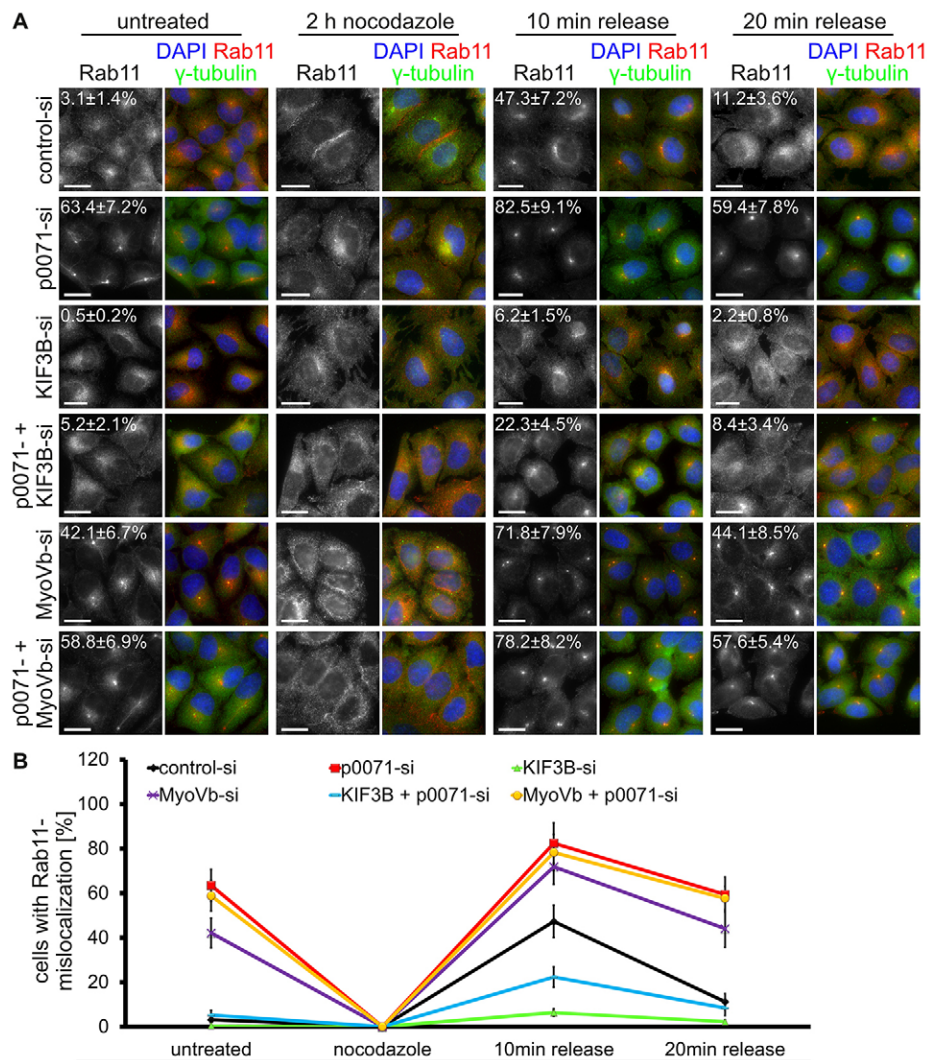 A
untreated
2 h nocodazole
10 min release
20 min release
DAPI Rab11
DAPI Rab11
DAPI Rab11
DAPI Rab11
Rab11
γ-tubulin
Rab11
γ-tubulin
Rab11
γ-tubulin
Rab11
γ-tubulin
control-si
3.1±1.4%
47.3±7.2%
11.2±3.6%
p0071-si
63.4±7.2%
82.5±9.1%
59.4±7.8%
KIF3B-si
0.5±0.2%
6.2±1.5%
2.2±0.8%
p0071- +
KIF3B-si
5.2±2.1%
22.3±4.5%
8.4±3.4%
MyoVb-si
42.1±6.7%
71.8±7.9%
44.1±8.5%
p0071- +
MyoVb-si
58.8±6.9%
78.2±8.2%
57.6±5.4%
B
cells with Rab11-
mislocalization [%]
120
100
80
60
40
20
0
control-si
p0071-si
KIF3B-si
MyoVb-si
KIF3B + p0071-si
MyoVb + p0071-si
untreated
nocodazole
10min release
20min release